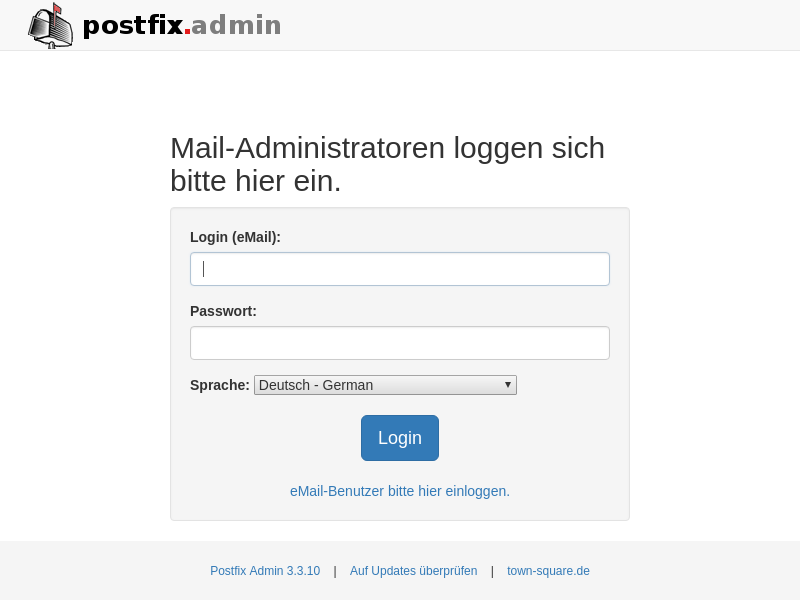 postfix.admin
Mail-Administratoren loggen sich
bitte hier ein.
Login (eMail):
Passwort:
Sprache: Deutsch - German
Login
eMail-Benutzer bitte hier einloggen.
Postfix Admin 3.3.10 | Auf Updates überprüfen | town-square.de